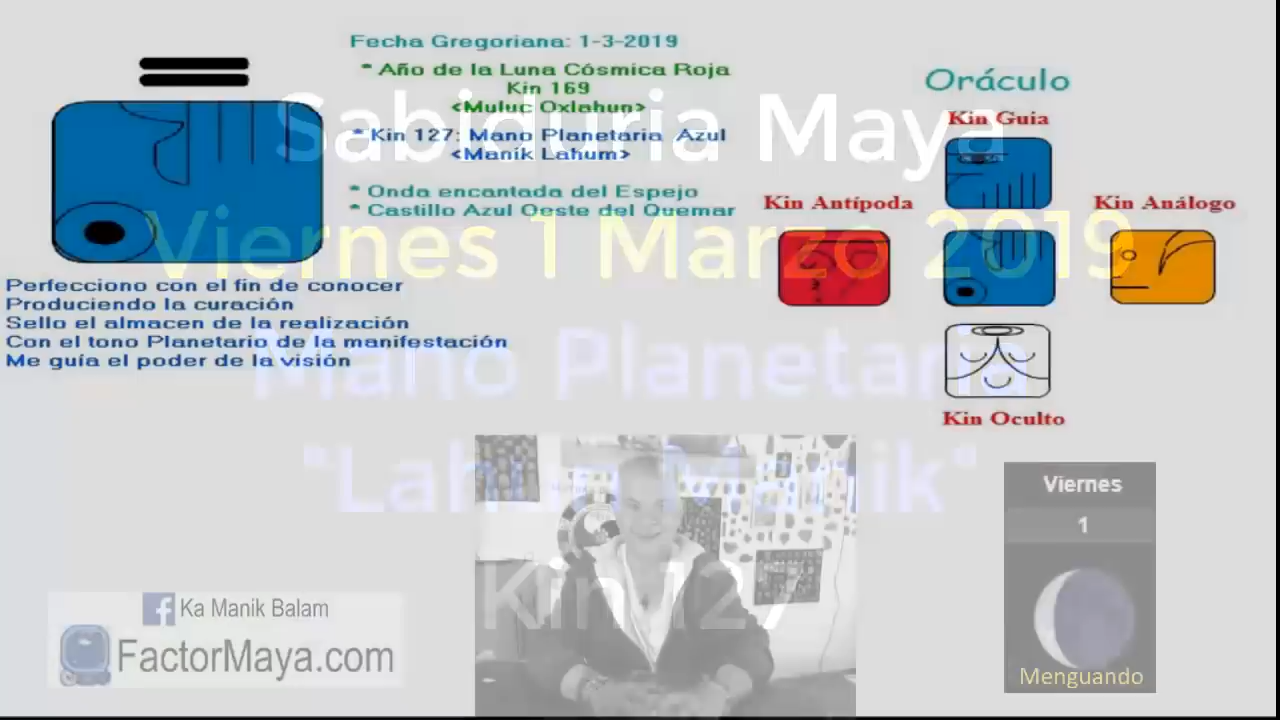 Fecha Gregoriana: 1-3-2019
* Año de la Luna Cósmica Roja
Kin 169
<Muluc Oxlahun>
* Kin 127: Mano Planetaria Azul
<Manik Lahum>
* Onda encantada del Espejo
* Castillo Azul Oeste del Quemar
Perfecciono con el fin de conocer
Produciendo la curación
Sello el almacen de la realización
Con el tono Planetario de la manifestación
Me guía el poder de la visión
Oráculo
Kin Guia
Kin Antípoda
Kin Análogo
Kin Oculto
Sabiduria Maya
Viernes 1 Marzo 2019
Mano Planetaria
"Lahun Manik"
Kin 127
Viernes
1
Menguando
Ka Manik Balam
FactorMaya.com